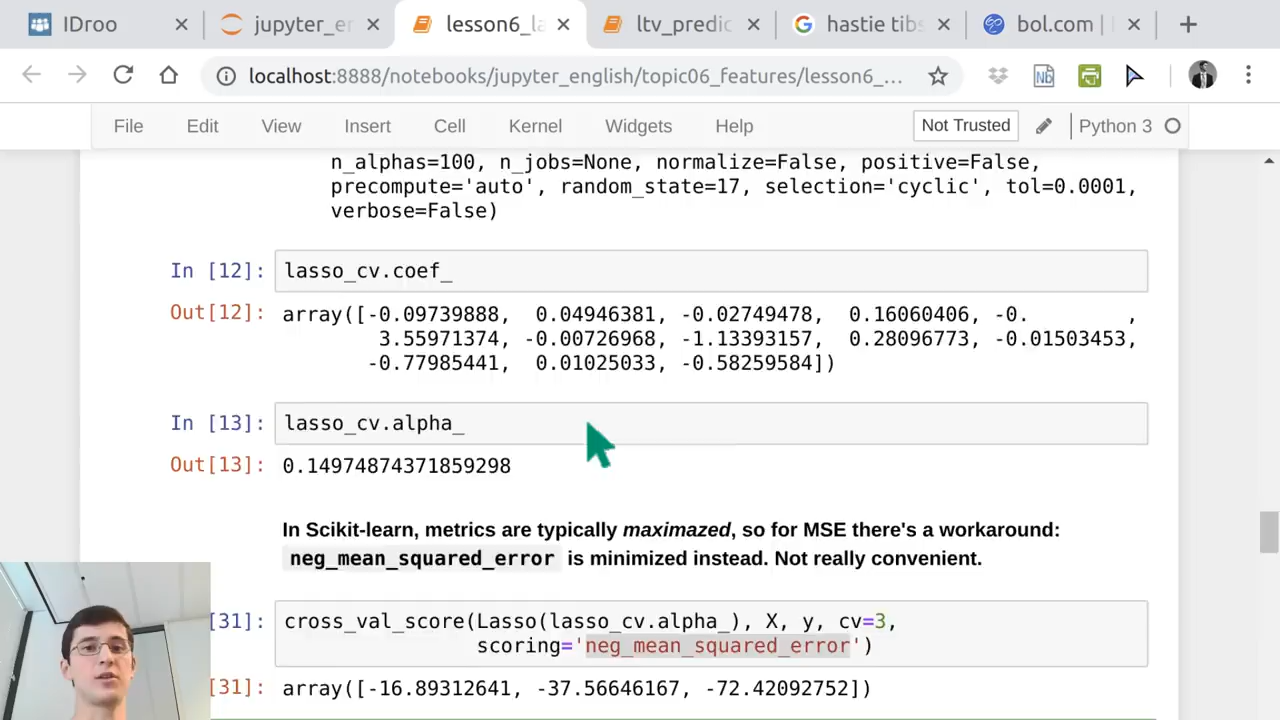 IDroo
jupyter_er
lesson6_la
ltv_predic
hastie tibs
bol.com |
localhost:8888/notebooks/jupyter_english/topic06_features/lesson6_...
Nb
File Edit View Insert Cell Kernel Widgets Help Not Trusted Python 3
n_alphas=100, n_jobs=None, normalize=False, positive=False,
precompute='auto', random_state=17, selection='cyclic', tol=0.0001,
verbose=False)
In [12]: lasso_cv.coef_
Out[12]: array([-0.09739888, 0.04946381, -0.02749478, 0.16060406, -0. ,
3.55971374, -0.00726968, -1.13393157, 0.28096773, -0.01503453,
-0.77985441, 0.01025033, -0.58259584])
In [13]: lasso_cv.alpha_
Out[13]: 0.14974874371859298
In Scikit-learn, metrics are typically maximazed, so for MSE there's a workaround:
neg_mean_squared_error is minimized instead. Not really convenient.
[31]: cross_val_score(Lasso(lasso_cv.alpha_), X, y, cv=3,
scoring='neg_mean_squared_error')
[31]: array([-16.89312641, -37.56646167, -72.42092752])